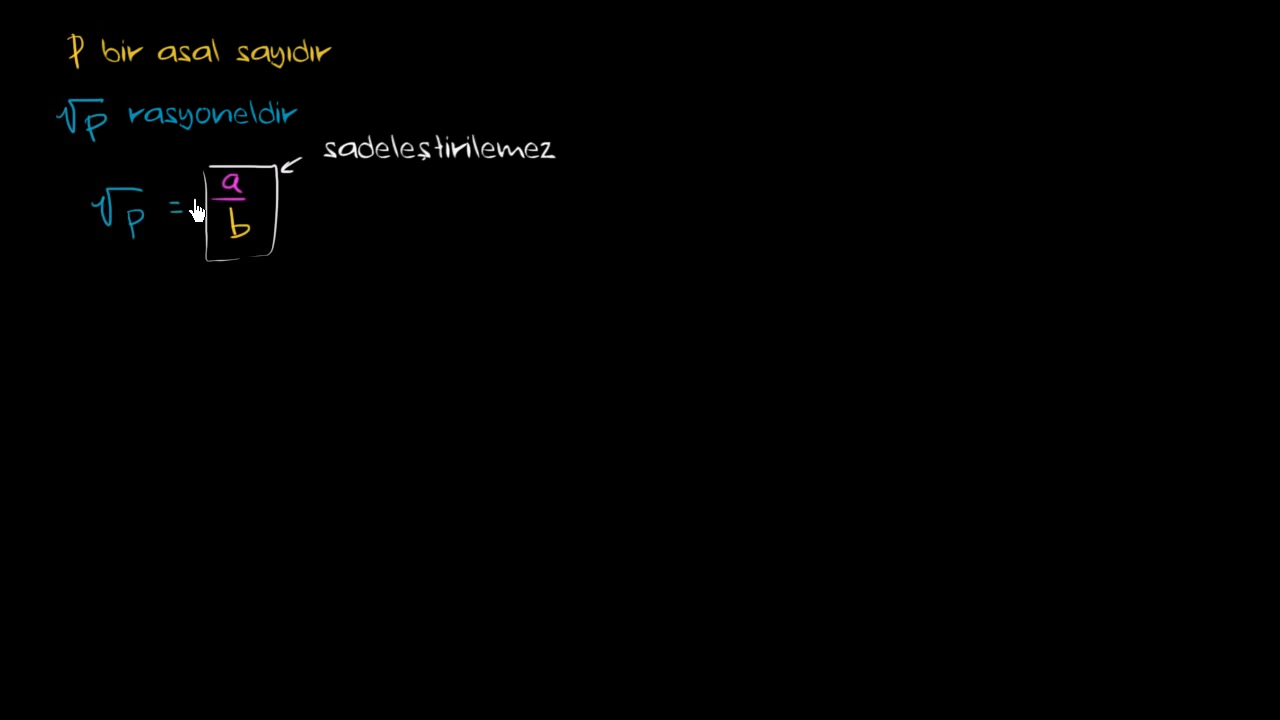 P bir asal sayıdır
√p rasyoneldir
sadeleştirilemez
√p = a/b